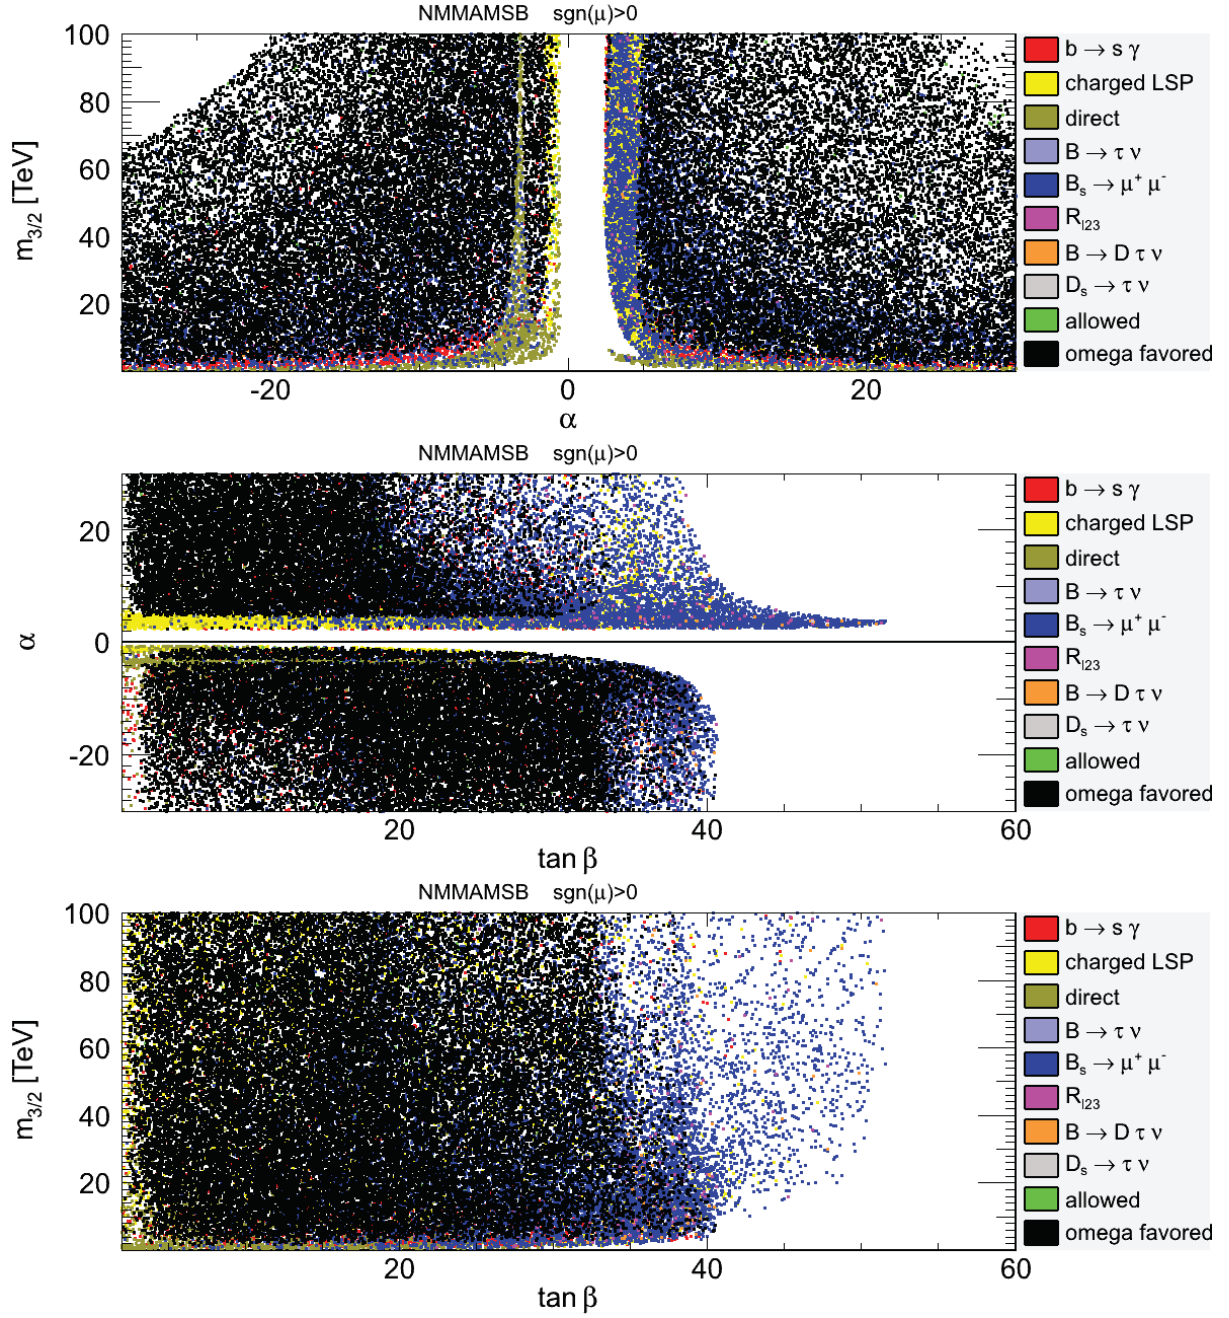 NMMAMSB sgn(μ)>0
m3/2 [TeV]
100
80
60
40
20
-20
0
20
α
b → s γ
charged LSP
direct
B → τ ν
Bs → μ+ μ-
Rl23
B → D τ ν
Ds → τ ν
allowed
omega favored
NMMAMSB sgn(μ)>0
α
20
0
-20
20
40
60
tan β
b → s γ
charged LSP
direct
B → τ ν
Bs → μ+ μ-
Rl23
B → D τ ν
Ds → τ ν
allowed
omega favored
NMMAMSB sgn(μ)>0
m3/2 [TeV]
100
80
60
40
20
20
40
60
tan β
b → s γ
charged LSP
direct
B → τ ν
Bs → μ+ μ-
Rl23
B → D τ ν
Ds → τ ν
allowed
omega favored